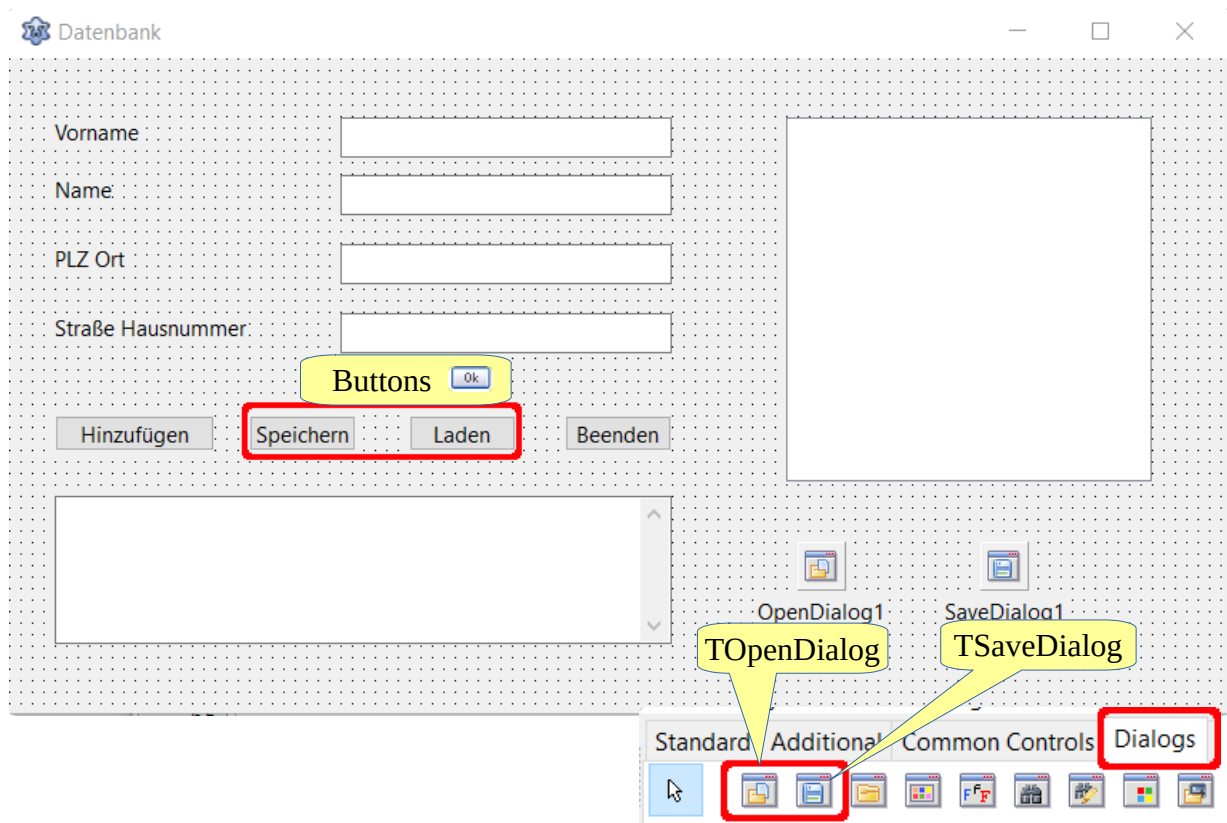 Datenbank
Vorname
Name
PLZ Ort
Straße Hausnummer
Buttons Ok
Hinzufügen Speichern Laden Beenden
OpenDialog1 SaveDialog1
TOpenDialog TSaveDialog
Standard Additional Common Controls Dialogs